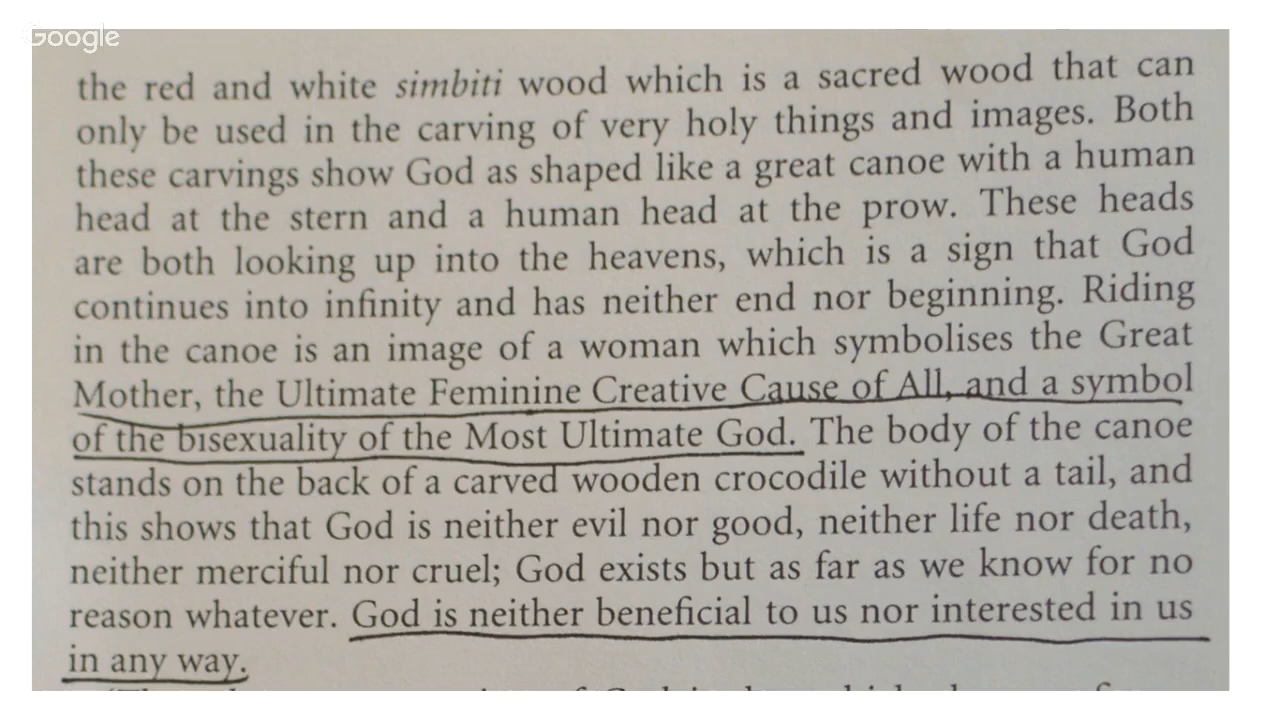 Google
the red and white simbiti wood which is a sacred wood that can
only be used in the carving of very holy things and images. Both
these carvings show God as shaped like a great canoe with a human
head at the stern and a human head at the prow. These heads
are both looking up into the heavens, which is a sign that God
continues into infinity and has neither end nor beginning. Riding
in the canoe is an image of a woman which symbolises the Great
Mother, the Ultimate Feminine Creative Cause of All, and a symbol
of the bisexuality of the Most Ultimate God. The body of the canoe
stands on the back of a carved wooden crocodile without a tail, and
this shows that God is neither evil nor good, neither life nor death,
neither merciful nor cruel; God exists but as far as we know for no
reason whatever. God is neither beneficial to us nor interested in us
in any way.